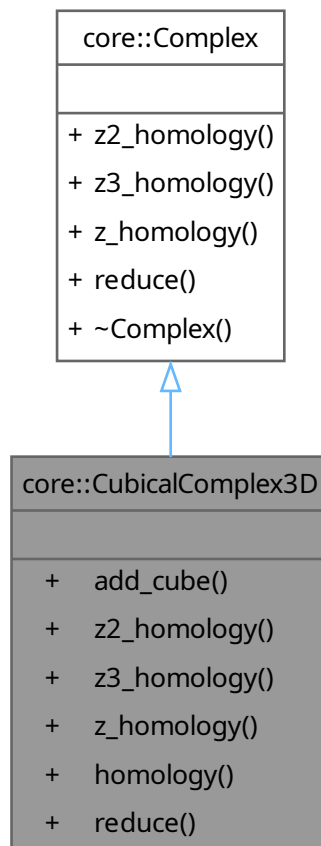 core::Complex
+ z2_homology()
+ z3_homology()
+ z_homology()
+ reduce()
+ ~Complex()
core::CubicalComplex3D
+ add_cube()
+ z2_homology()
+ z3_homology()
+ z_homology()
+ homology()
+ reduce()